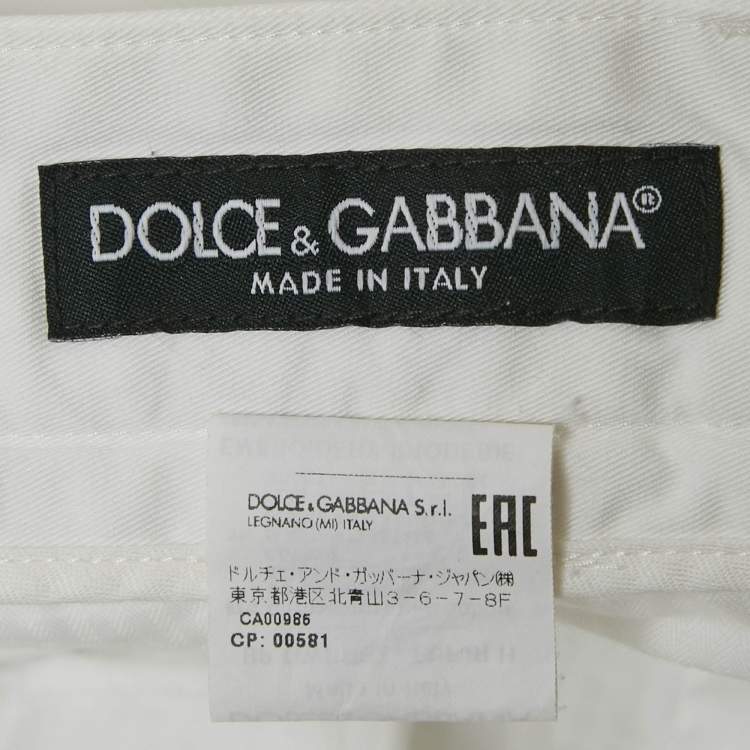 DOLCE & GABBANA®
MADE IN ITALY
DOLCE & GABBANA S.r.l.
LEGNANO (MI) ITALY
EAC
ドルチェ・アンド・ガッバーナ・ジャパン㈱
東京都港区北青山3-6-7-8F
CA00985
CP: 00581